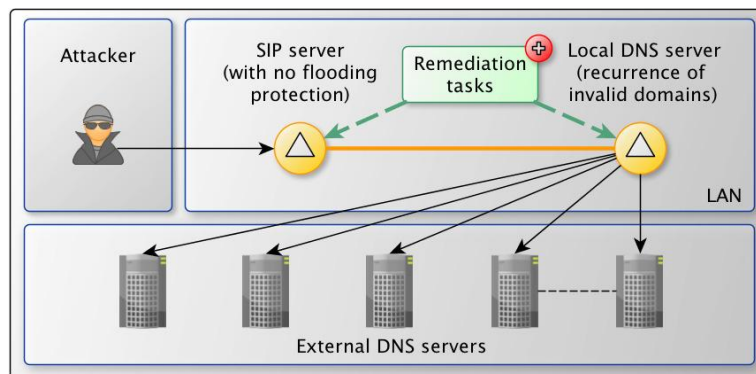 Attacker
SIP server
(with no flooding
protection)
Remediation
tasks
Local DNS server
(recurrence of
invalid domains)
LAN
External DNS servers